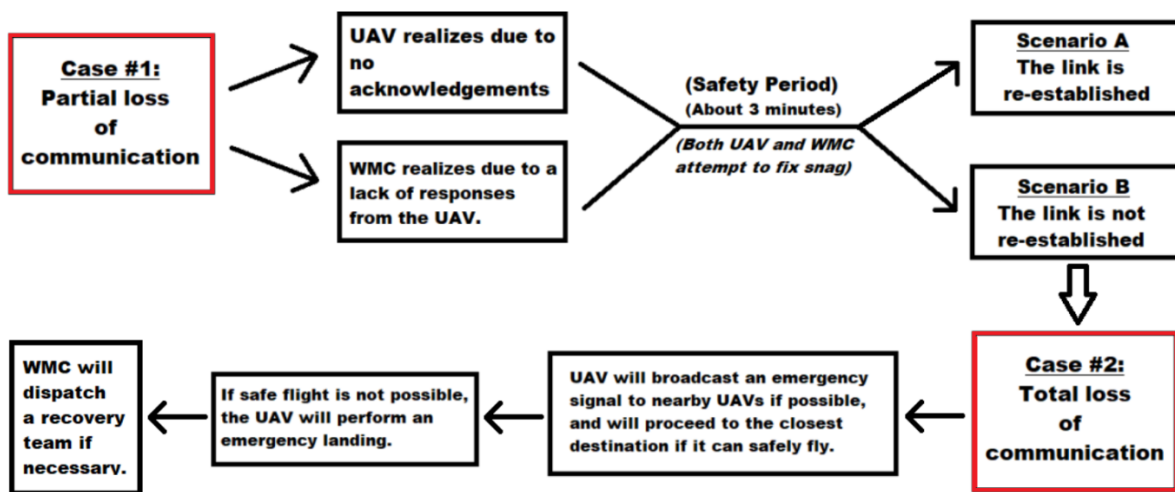 Case #1:
Partial loss
of
communication
UAV realizes due to
no
acknowledgements
WMC realizes due to a
lack of responses
from the UAV.
(Safety Period)
(About 3 minutes)
(Both UAV and WMC
attempt to fix snag)
Scenario A
The link is
re-established
Scenario B
The link is not
re-established
Case #2:
Total loss
of
communication
UAV will broadcast an emergency
signal to nearby UAVs if possible,
and will proceed to the closest
destination if it can safely fly.
If safe flight is not possible,
the UAV will perform an
emergency landing.
WMC will
dispatch
a recovery
team if
necessary.